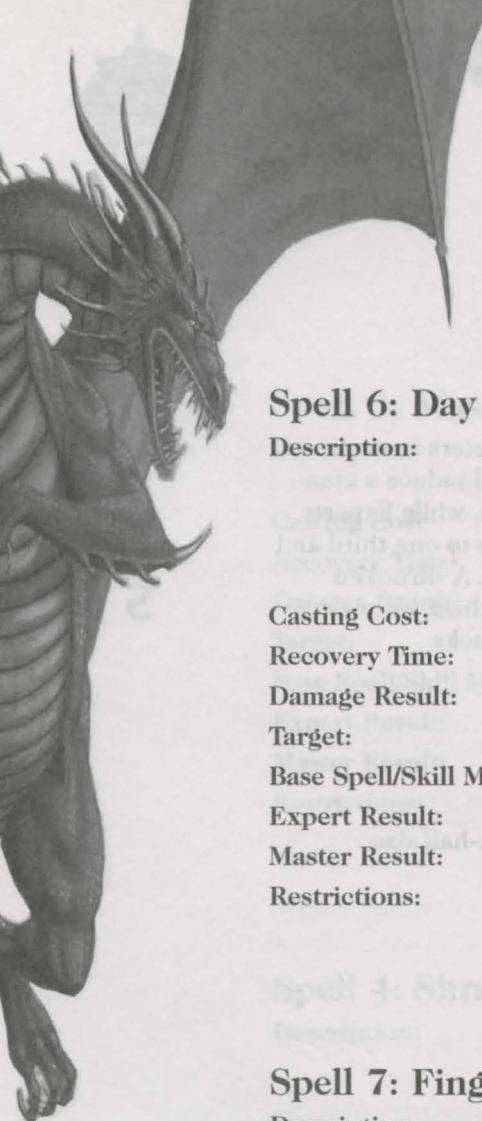 Spell 6: Day
Description:
Casting Cost:
Recovery Time:
Damage Result:
Target:
Base Spell/Skill M
Expert Result:
Master Result:
Restrictions:
Spell 7: Fing